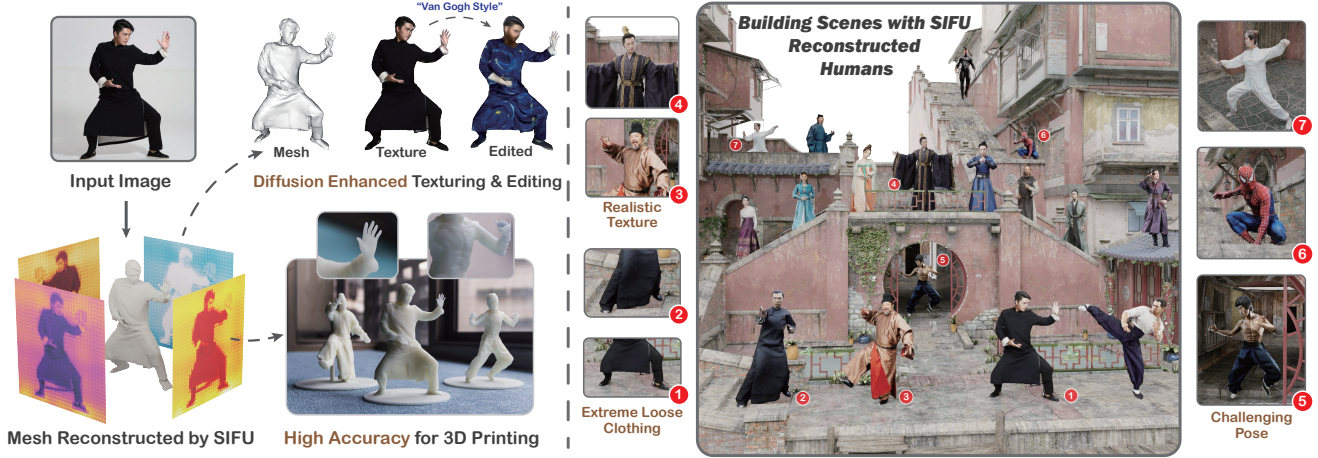 Input Image
"Van Gogh Style"
Mesh
Texture
Edited
Diffusion Enhanced Texturing & Editing
Mesh Reconstructed by SIFU
High Accuracy for 3D Printing
4
3
Realistic
Texture
2
1
Extreme Loose
Clothing
Building Scenes with SIFU
Reconstructed
Humans
7
6
4
5
2
3
1
7
6
5
Challenging
Pose